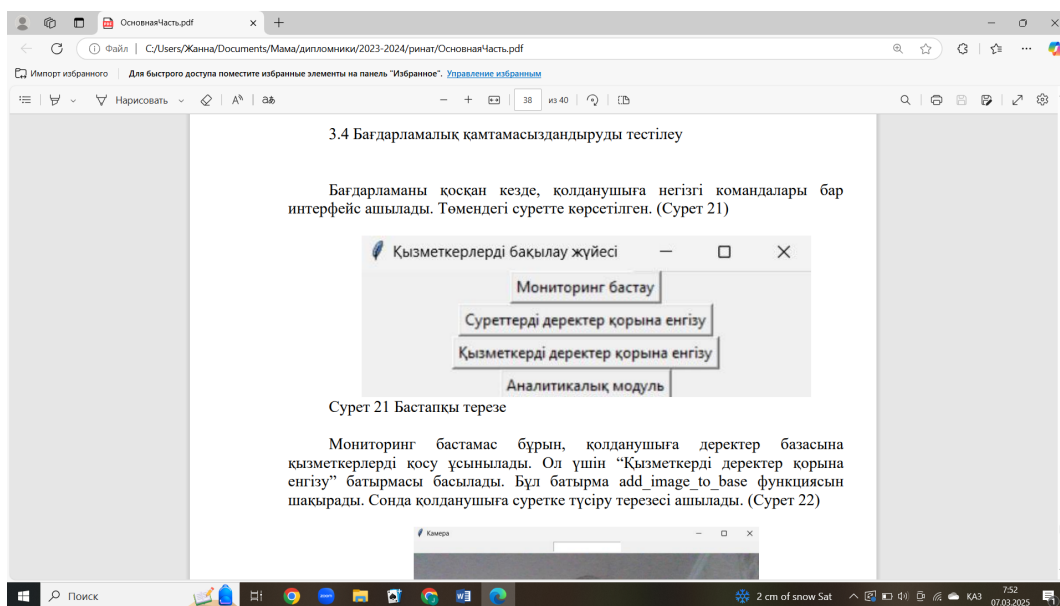 ОсновнаяЧасть.pdf
Файл | C:/Users/Жанна/Documents/Мама/дипломники/2023-2024/ринат/ОсновнаяЧасть.pdf
Импорт избранного Для быстрого доступа поместите избранные элементы на панель "Избранное". Управление избранным
Нарисовать аあ 38 из 40
3.4 Бағдарламалық қамтамасыздандыруды тестілеу
Бағдарламаны қосқан кезде, қолданушыға негізгі командалары бар
интерфейс ашылады. Төмендегі суретте көрсетілген. (Сурет 21)
Қызметкерлерді бақылау жүйесі
Мониторинг бастау
Суреттерді деректер қорына енгізу
Қызметкерді деректер қорына енгізу
Аналитикалық модуль
Сурет 21 Бастапқы терезе
Мониторинг бастамас бұрын, қолданушыға деректер базасына
қызметкерлерді қосу ұсынылады. Ол үшін “Қызметкерді деректер қорына
енгізу” батырмасы басылады. Бұл батырма add_image_to_base функциясын
шақырады. Сонда қолданушыға суретке түсіру терезесі ашылады. (Сурет 22)
Камера
Поиск
2 cm of snow Sat
КАЗ
7:52
07.03.2025